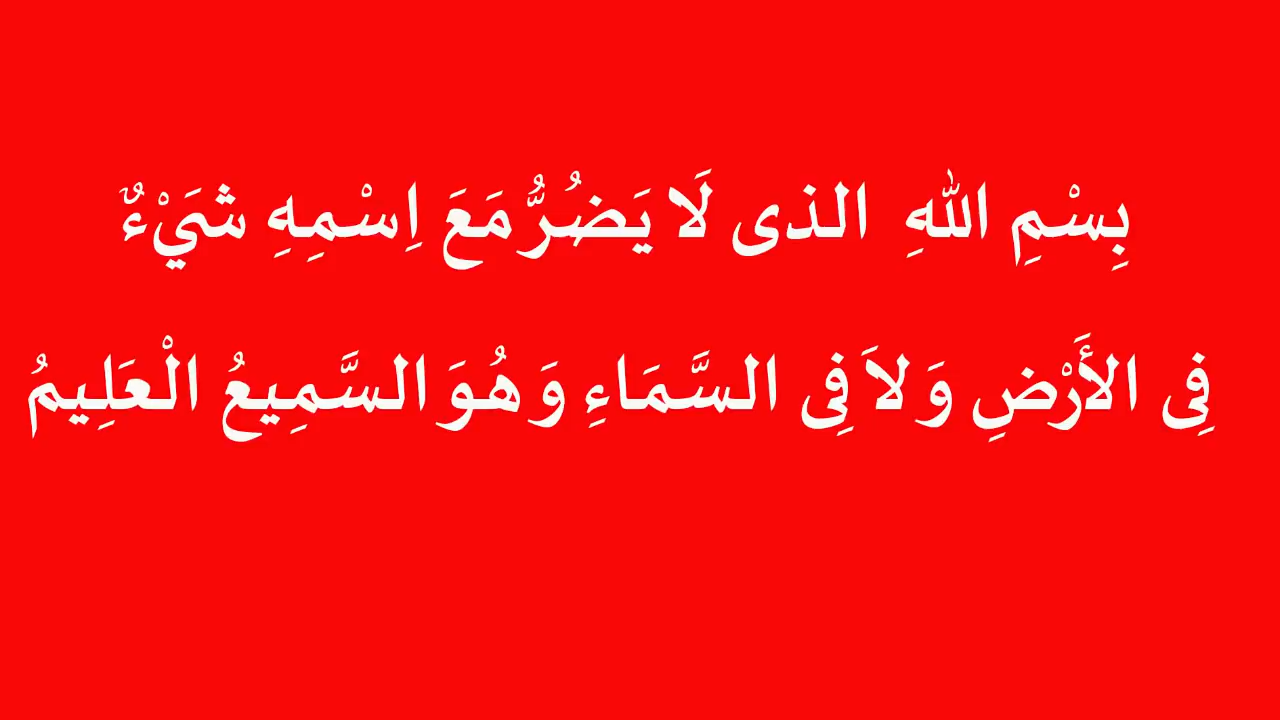 بِسْمِ اللهِ الذى لَا يَضُرُّ مَعَ اِسْمِهِ شَيْءٌ
فِى الأَرْضِ وَلاَ فِى السَّمَاءِ وَهُوَ السَّمِيعُ الْعَلِيمُ